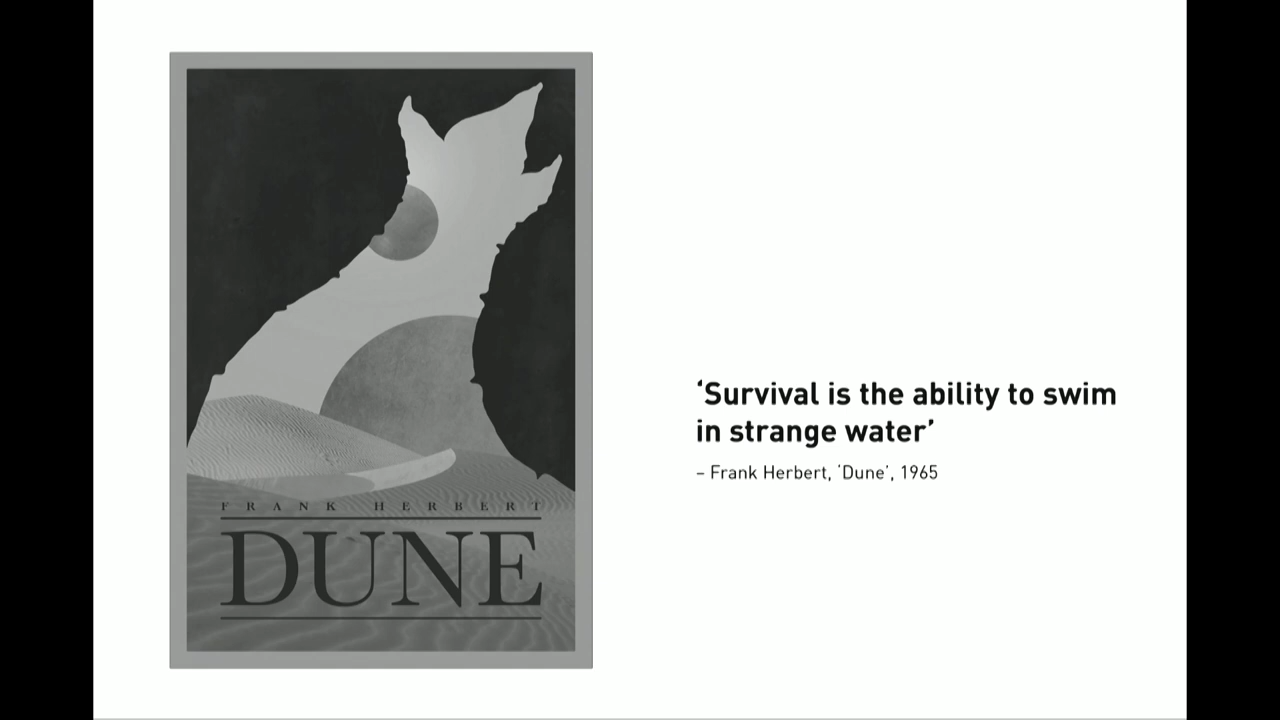 FRANK HERBERT
DUNE
‘Survival is the ability to swim
in strange water’
– Frank Herbert, ‘Dune’, 1965